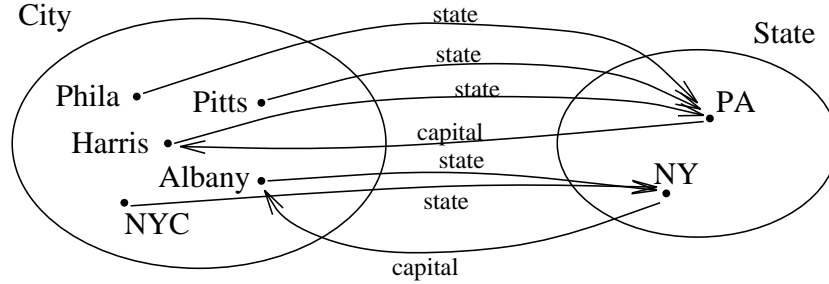 City
state
State
state
Phila
Pitts
state
PA
Harris
capital
Albany
state
NY
NYC
state
capital